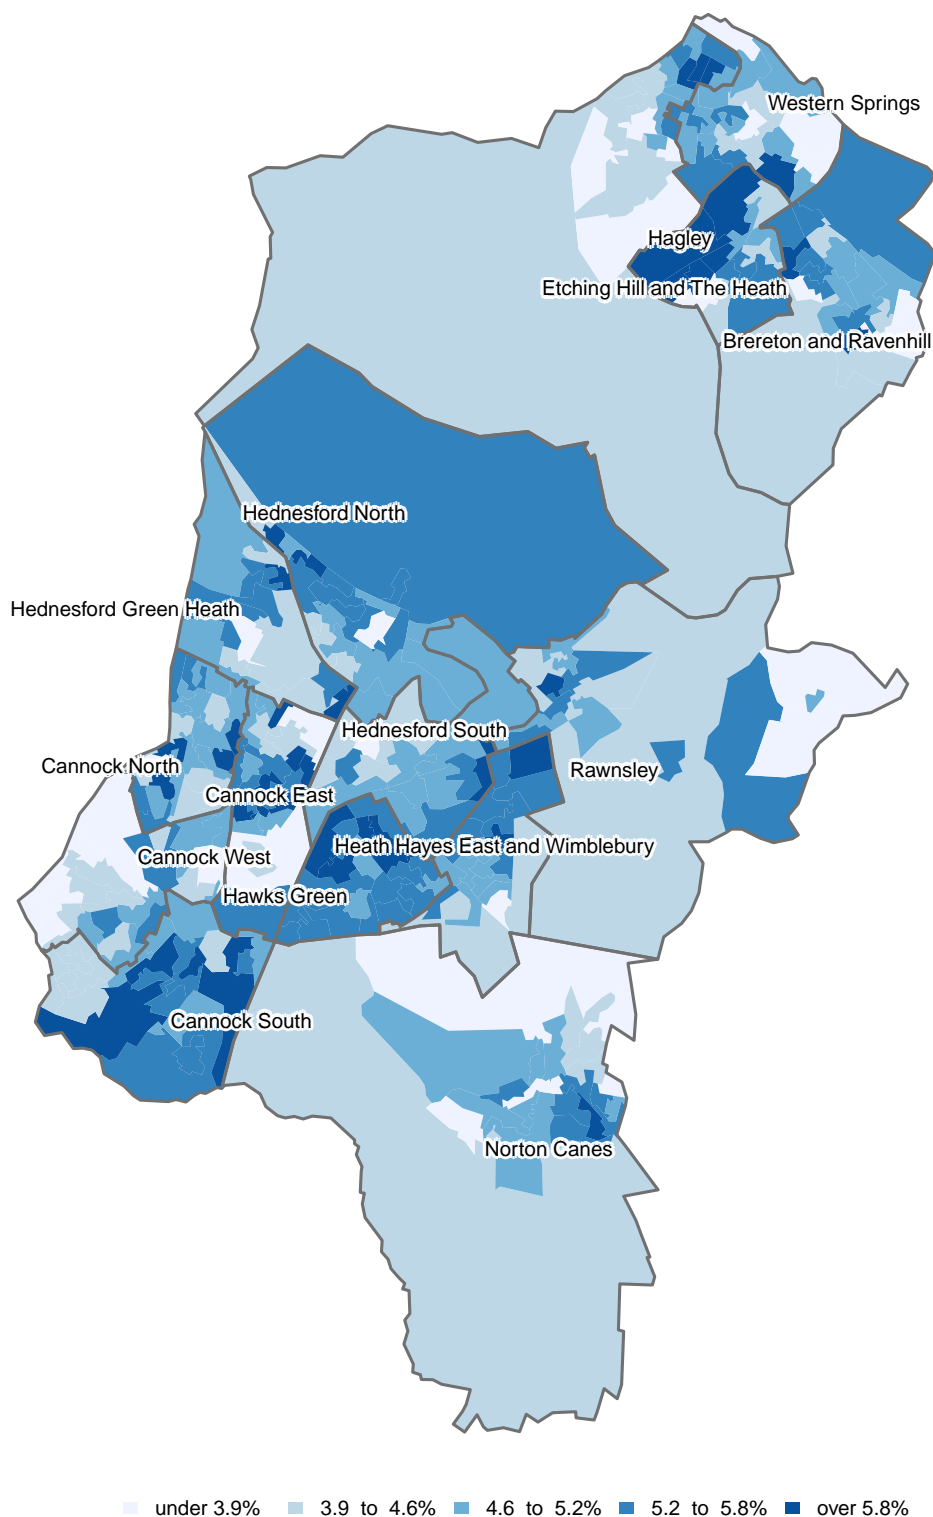 Western Springs
Hagley
Etching Hill and The Heath
Brereton and Ravenhill
Hednesford North
Hednesford Green Heath
Hednesford South
Cannock North
Rawnsley
Cannock East
Heath Hayes East and Wimblebury
Cannock West
Hawks Green
Cannock South
Norton Canes
under 3.9% 3.9 to 4.6% 4.6 to 5.2% 5.2 to 5.8% over 5.8%